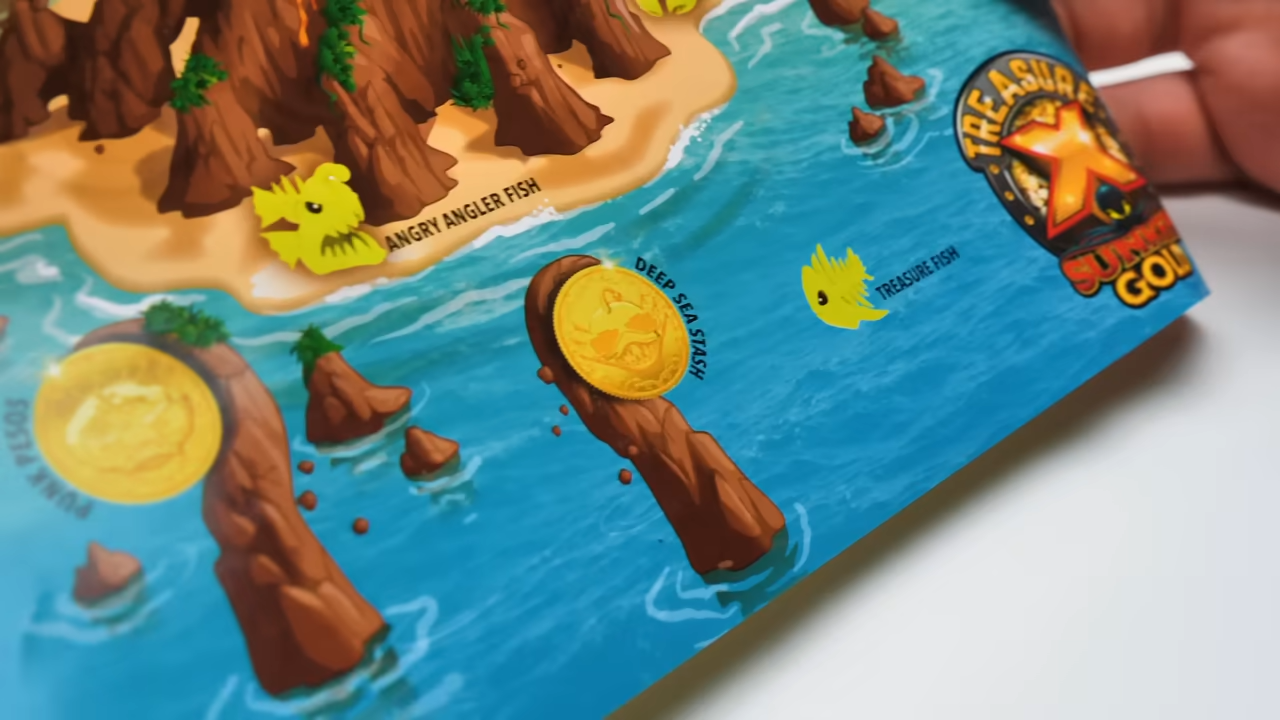 TREASURE
X
SUNKEN
GOLD
ANGRY ANGLER FISH
TREASURE FISH
DEEP SEA STASH
PUNK PESOS